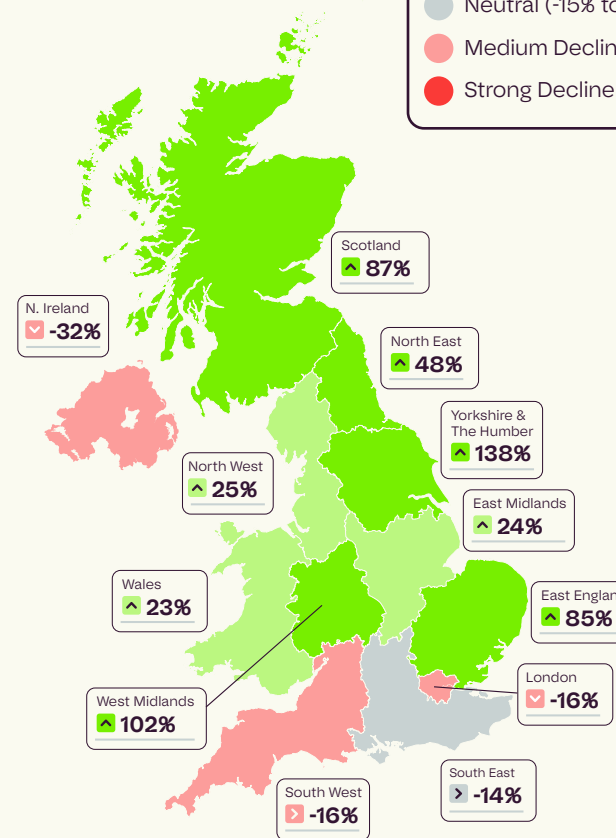 Neutral (-15% to
Medium Declin
Strong Decline
Scotland
87%
N. Ireland
-32%
North East
48%
Yorkshire &
The Humber
138%
North West
25%
East Midlands
24%
Wales
23%
East Englan
85%
London
-16%
West Midlands
102%
South East
-14%
South West
-16%